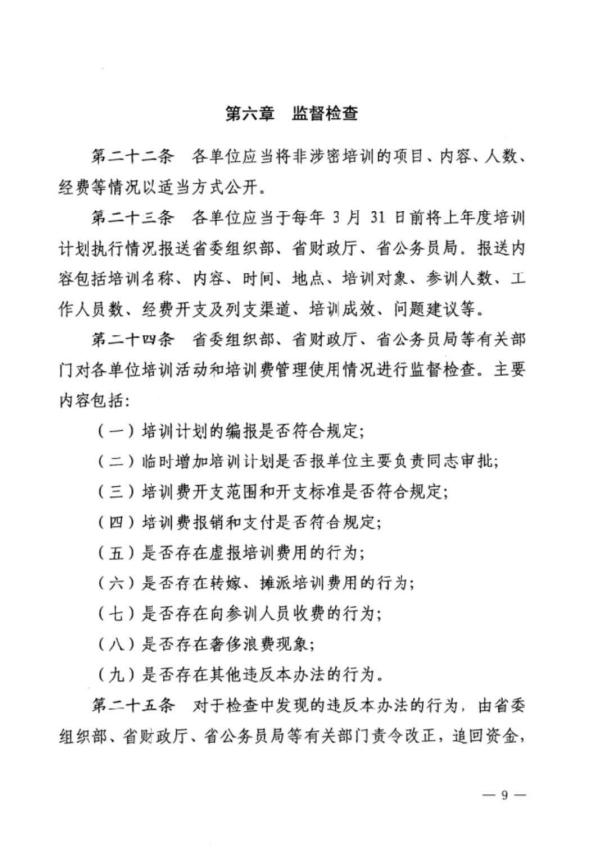 第六章 监督检查
第二十二条 各单位应当将非涉密培训的项目、内容、人数、
经费等情况以适当方式公开。
第二十三条 各单位应当于每年 3 月 31 日前将上年度培训
计划执行情况报送省委组织部、省财政厅、省公务员局。报送内
容包括培训名称、内容、时间、地点、培训对象、参训人数、工
作人员数、经费开支及列支渠道、培训成效、问题建议等。
第二十四条 省委组织部、省财政厅、省公务员局等有关部
门对各单位培训活动和培训费管理使用情况进行监督检查。主要
内容包括:
(一)培训计划的编报是否符合规定;
(二)临时增加培训计划是否报单位主要负责同志审批;
(三)培训费开支范围和开支标准是否符合规定;
(四)培训费报销和支付是否符合规定;
(五)是否存在虚报培训费用的行为;
(六)是否存在转嫁、摊派培训费用的行为;
(七)是否存在向参训人员收费的行为;
(八)是否存在奢侈浪费现象;
(九)是否存在其他违反本办法的行为。
第二十五条 对于检查中发现的违反本办法的行为,由省委
组织部、省财政厅、省公务员局等有关部门责令改正,追回资金,
— 9 —